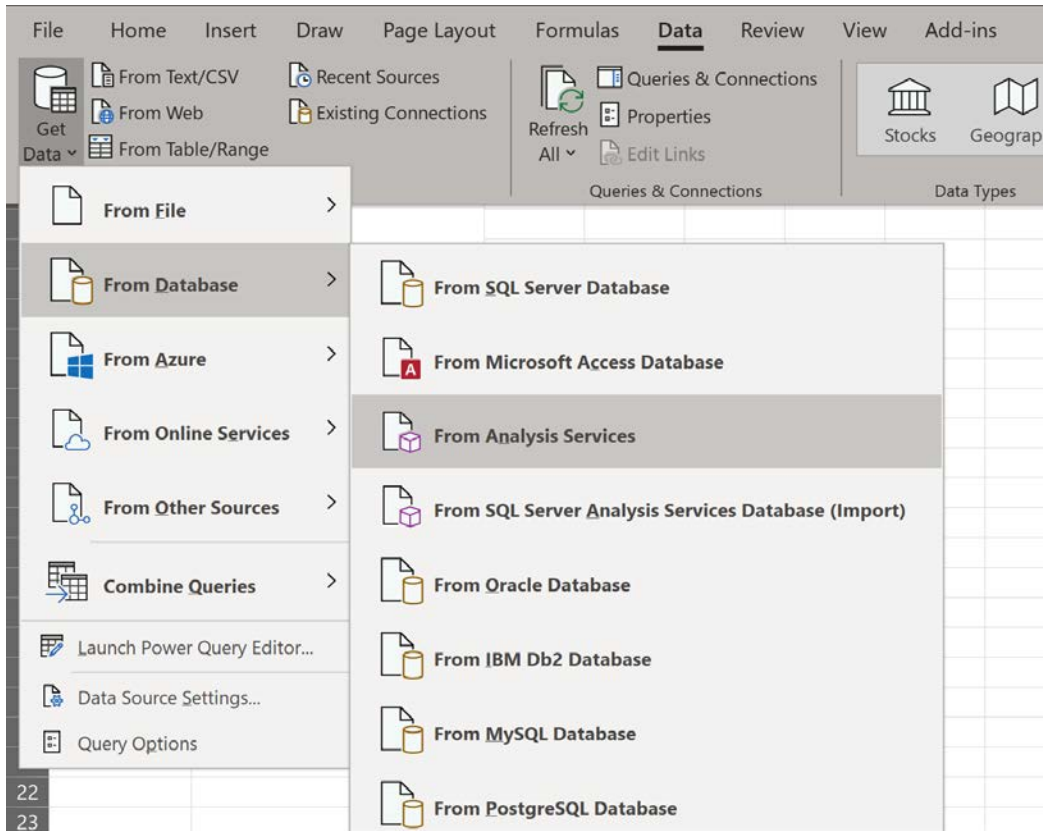 File Home Insert Draw Page Layout Formulas Data Review View Add-ins
From Text/CSV
From Web
From Table/Range
Get
Data
Recent Sources
Existing Connections
Refresh
All
Queries & Connections
Properties
Edit Links
Queries & Connections
Stocks
Geograp
Data Types
From File
From Database
From Azure
From Online Services
From Other Sources
Combine Queries
Launch Power Query Editor...
Data Source Settings...
Query Options
From SQL Server Database
From Microsoft Access Database
From Analysis Services
From SQL Server Analysis Services Database (Import)
From Oracle Database
From IBM Db2 Database
From MySQL Database
From PostgreSQL Database
22
23